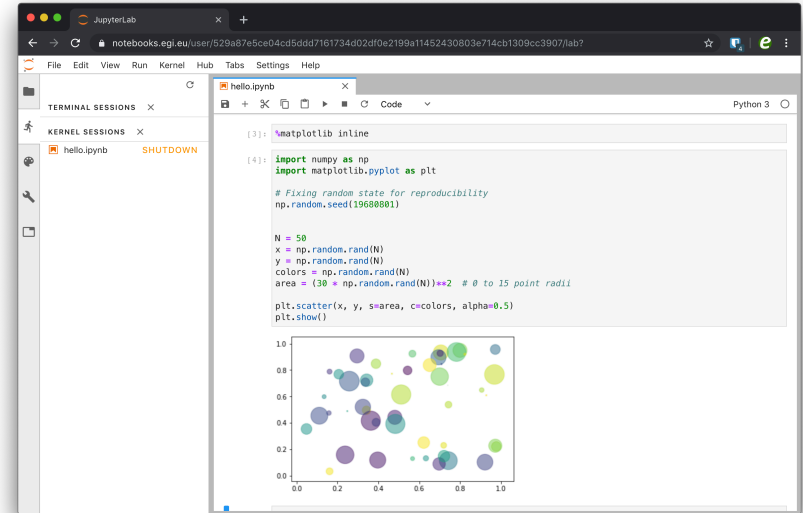 JupyterLab
notebooks.egi.eu/user/529a87e5ce04cd5ddd7161734d02df0e2199a11452430803e714cb1309cc3907/lab?
4
e
File Edit View Run Kernel Hub Tabs Settings Help
hello.ipynb
Code
Python 3
TERMINAL SESSIONS
KERNEL SESSIONS
hello.ipynb SHUTDOWN
[3]: %matplotlib inline
[4]: import numpy as np
import matplotlib.pyplot as plt
# Fixing random state for reproducibility
np.random.seed(19680801)
N = 50
x = np.random.rand(N)
y = np.random.rand(N)
colors = np.random.rand(N)
area = (30 * np.random.rand(N))**2  # 0 to 15 point radii
plt.scatter(x, y, s=area, c=colors, alpha=0.5)
plt.show()
1.0
0.8
0.6
0.4
0.2
0.0
0.0 0.2 0.4 0.6 0.8 1.0